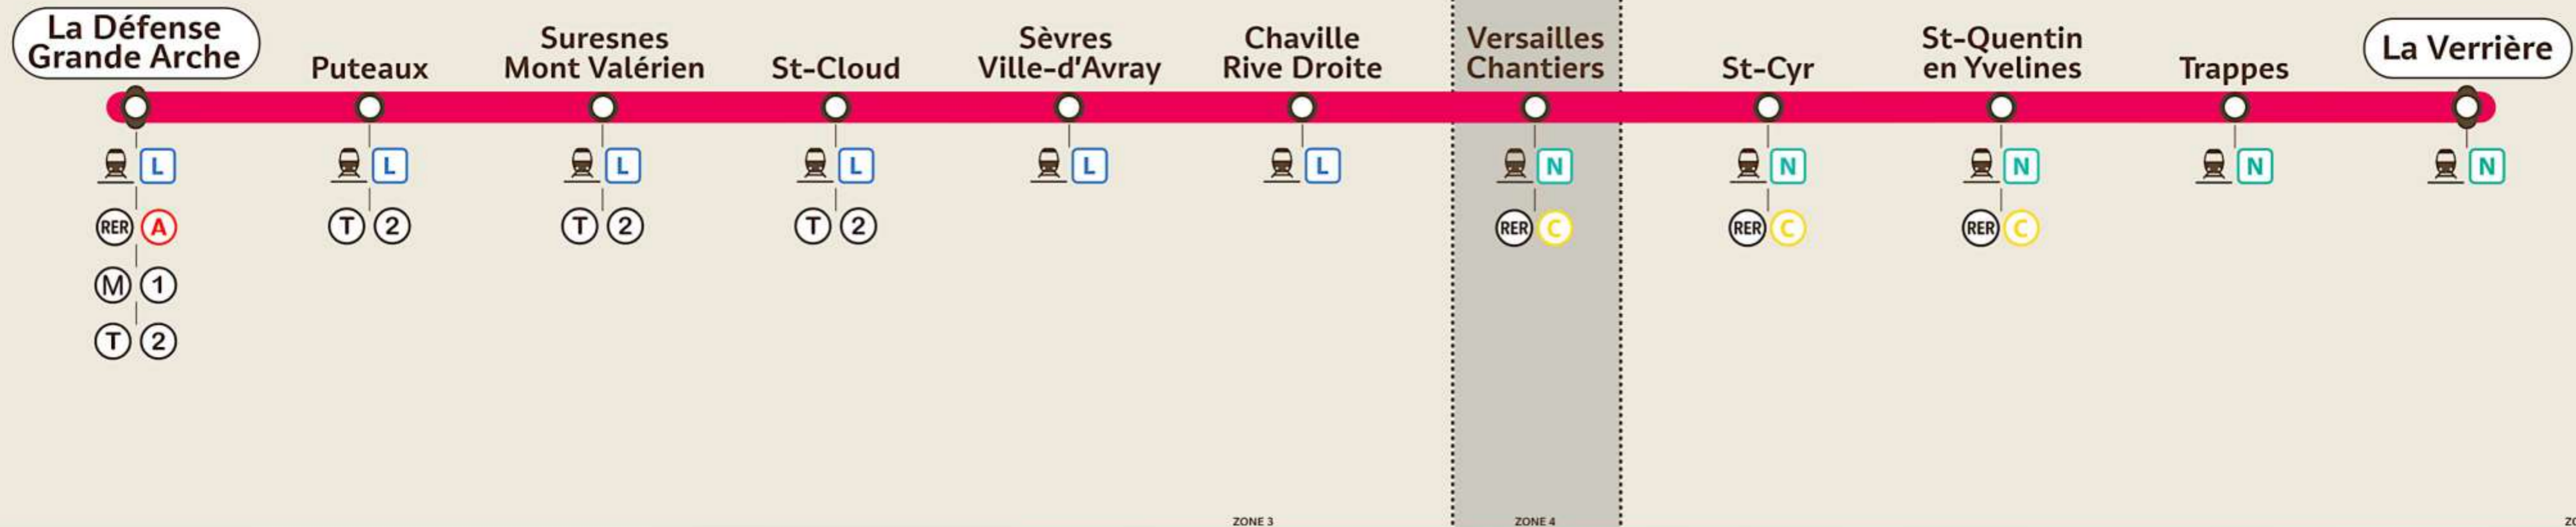 La Défense
Grande Arche
Puteaux
Suresnes
Mont Valérien
St-Cloud
Sèvres
Ville-d'Avray
Chaville
Rive Droite
Versailles
Chantiers
St-Cyr
St-Quentin
en Yvelines
Trappes
La Verrière
L
L
L
L
L
L
N
N
N
N
N
RER A
T 2
T 2
T 2
RER C
RER C
RER C
M 1
T 2
ZONE 3
ZONE 4